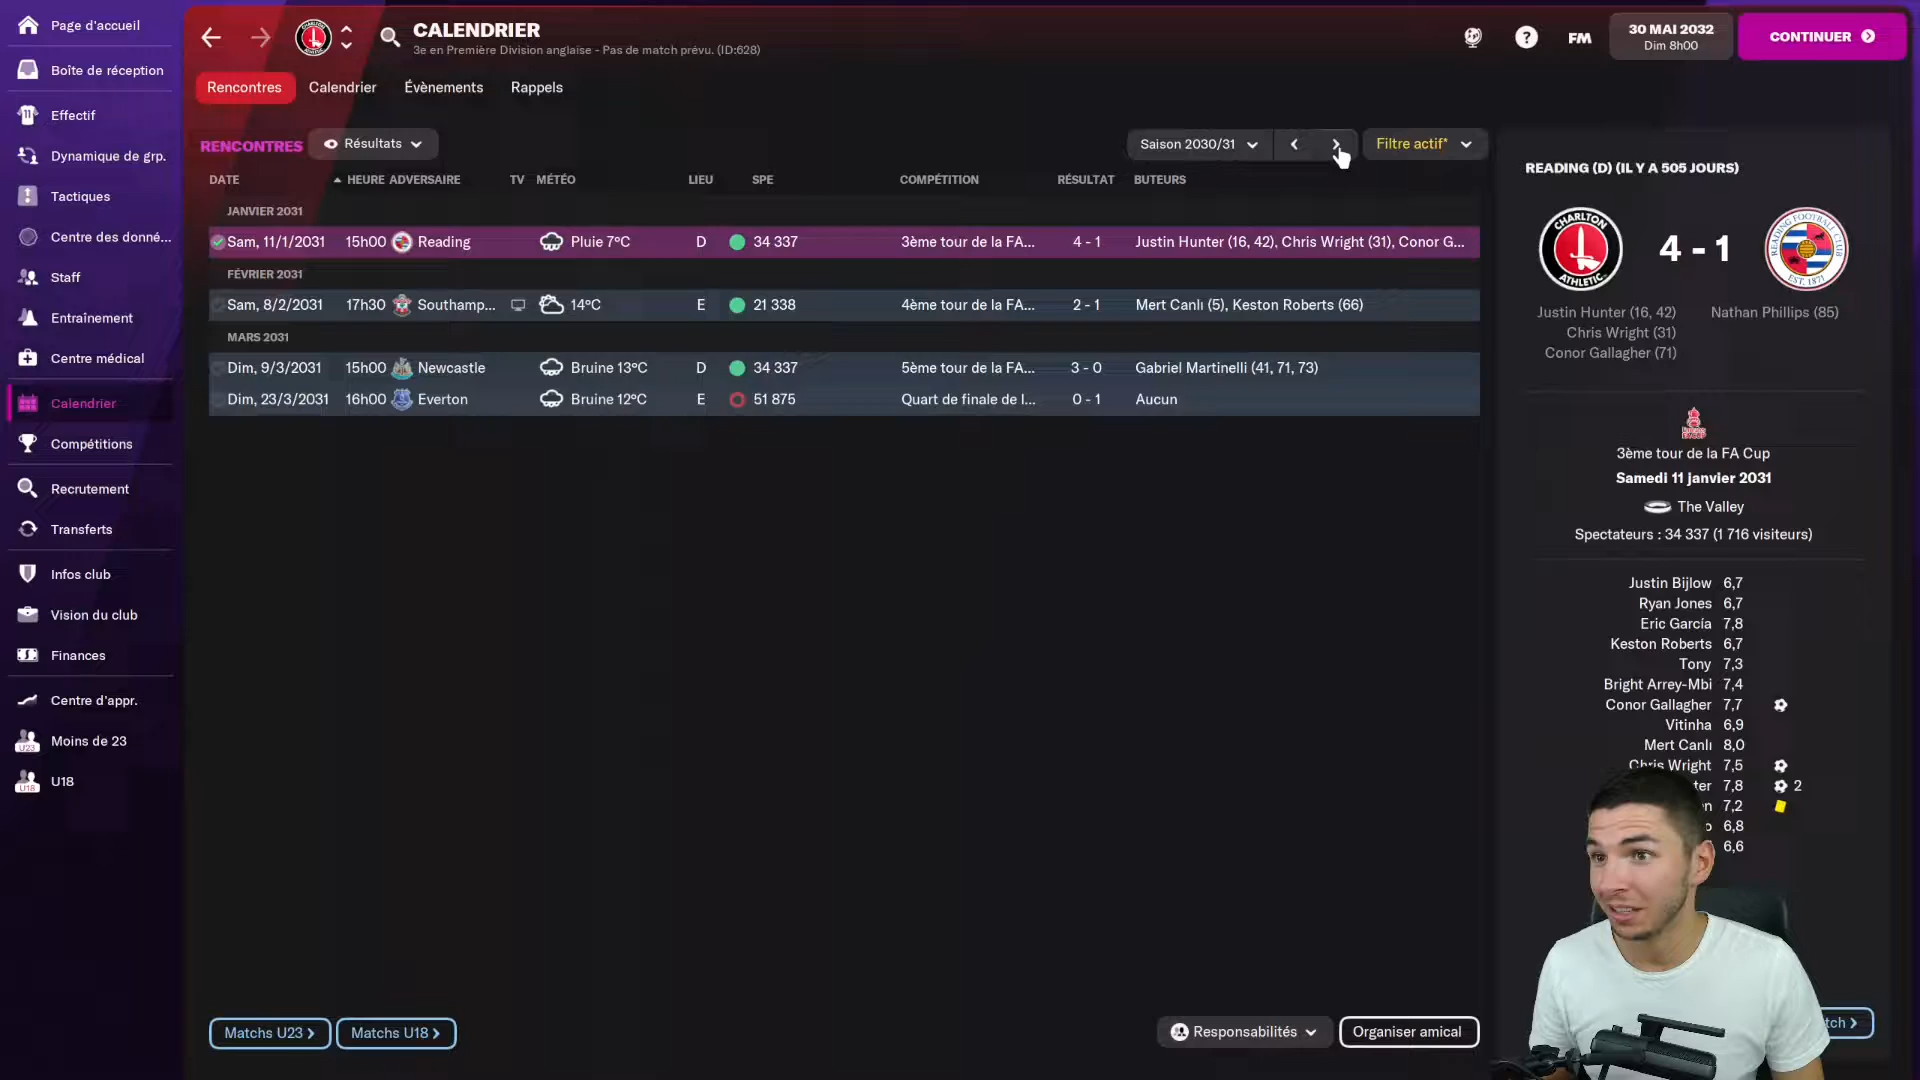 Page d'accueil
Boîte de réception
Effectif
Dynamique de grp.
Tactiques
Centre des donné...
Staff
Entraînement
Centre médical
Calendrier
Compétitions
Recrutement
Transferts
Infos club
Vision du club
Finances
Centre d'appr.
U23 Moins de 23
U18 U18
CALENDRIER
3e en Première Division anglaise - Pas de match prévu. (ID:628)
FM
30 MAI 2032
Dim 8h00
CONTINUER
Rencontres Calendrier Évènements Rappels
RENCONTRES Résultats Saison 2030/31 Filtre actif*
DATE HEURE ADVERSAIRE TV MÉTÉO LIEU SPE COMPÉTITION RÉSULTAT BUTEURS
JANVIER 2031
Sam, 11/1/2031 15h00 Reading Pluie 7°C D 34 337 3ème tour de la FA... 4 - 1 Justin Hunter (16, 42), Chris Wright (31), Conor G...
FÉVRIER 2031
Sam, 8/2/2031 17h30 Southamp... 14°C E 21 338 4ème tour de la FA... 2 - 1 Mert Canlı (5), Keston Roberts (66)
MARS 2031
Dim, 9/3/2031 15h00 Newcastle Bruine 13°C D 34 337 5ème tour de la FA... 3 - 0 Gabriel Martinelli (41, 71, 73)
Dim, 23/3/2031 16h00 Everton Bruine 12°C E 51 875 Quart de finale de l... 0 - 1 Aucun
Matchs U23 Matchs U18 Responsabilités Organiser amical
READING (D) (IL Y A 505 JOURS)
CHARLTON ATHLETIC 4 - 1 READING FOOTBALL CLUB EST. 1871
Justin Hunter (16, 42) Nathan Phillips (85)
Chris Wright (31)
Conor Gallagher (71)
3ème tour de la FA Cup
Samedi 11 janvier 2031
The Valley
Spectateurs : 34 337 (1 716 visiteurs)
Justin Bijlow 6,7
Ryan Jones 6,7
Eric García 7,8
Keston Roberts 6,7
Tony 7,3
Bright Arrey-Mbi 7,4
Conor Gallagher 7,7
Vitinha 6,9
Mert Canlı 8,0
Chris Wright 7,5
ter 7,8 2
n 7,2
o 6,8
6,6
tch